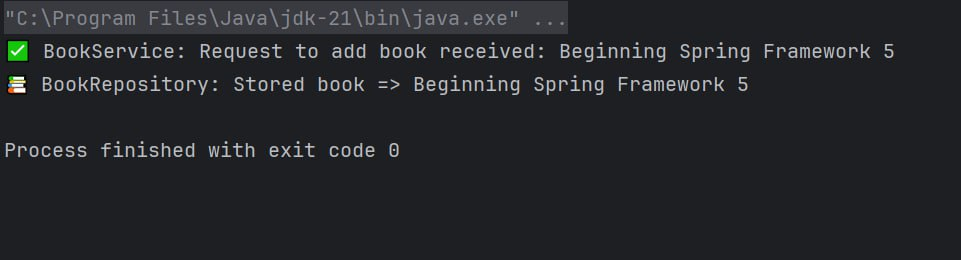 "C:\Program Files\Java\jdk-21\bin\java.exe" ...
✅ BookService: Request to add book received: Beginning Spring Framework 5
📚 BookRepository: Stored book => Beginning Spring Framework 5
Process finished with exit code 0